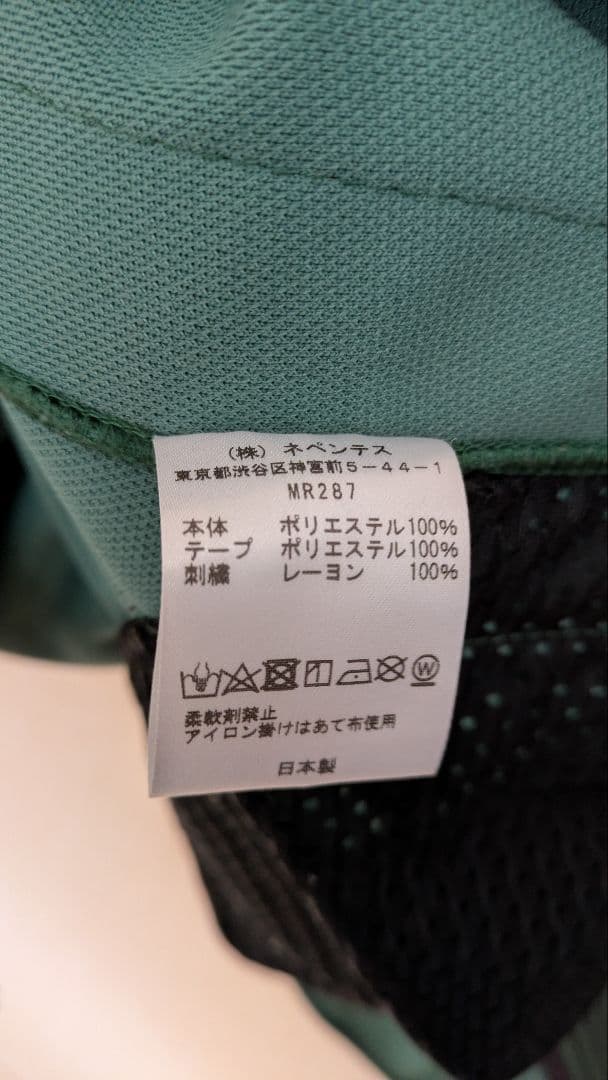 (株) ネペンテス
東京都渋谷区神宮前5-44-1
MR287
本体 ポリエステル100%
テープ ポリエステル100%
刺繍 レーヨン 100%
W
柔軟剤禁止
アイロン掛けはあて布使用
日本製